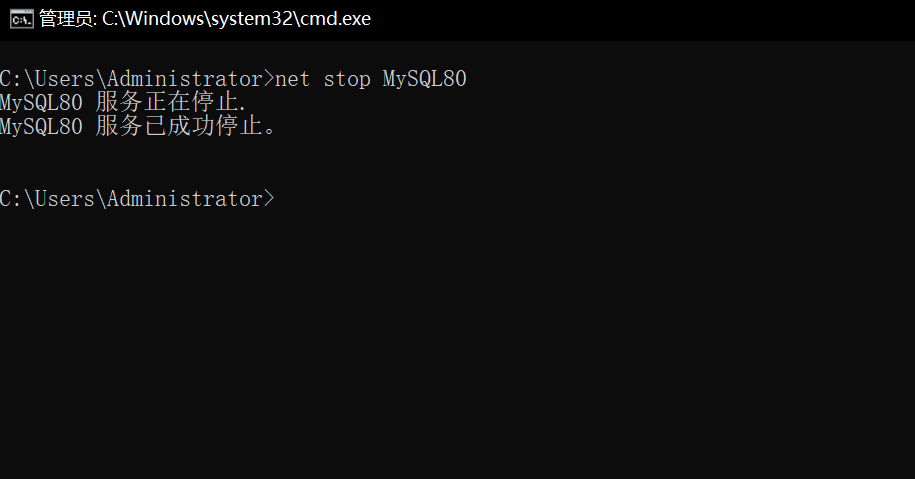 管理员: C:\Windows\system32\cmd.exe
C:\Users\Administrator>net stop MySQL80
MySQL80 服务正在停止.
MySQL80 服务已成功停止。
C:\Users\Administrator>